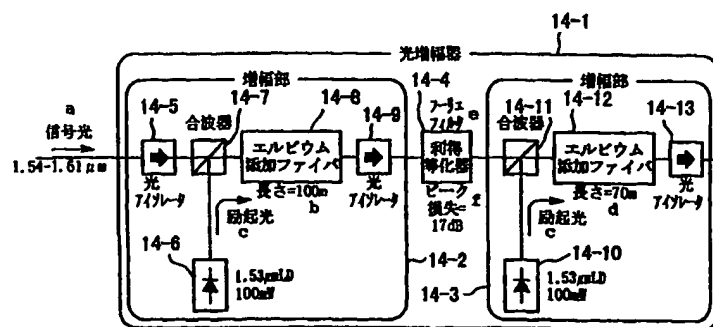 14-1
光増幅器
増幅部
14-4
増幅部
a
信号光
1.54-1.61μm
14-5
光
アイソレータ
14-7
合波器
14-8
エルビウム
添加ファイバ
長さ=100m
b
14-9
光
アイソレータ
励起光
c
14-6
1.53μmLD
100mW
14-2
フーリエ
フィルタ
e
利得
等化器
ピーク
f
損失=
17dB
14-11
合波器
14-12
エルビウム
添加ファイバ
長さ=70m
d
14-13
光
アイソレータ
励起光
c
14-10
1.53μmLD
100mW
14-3